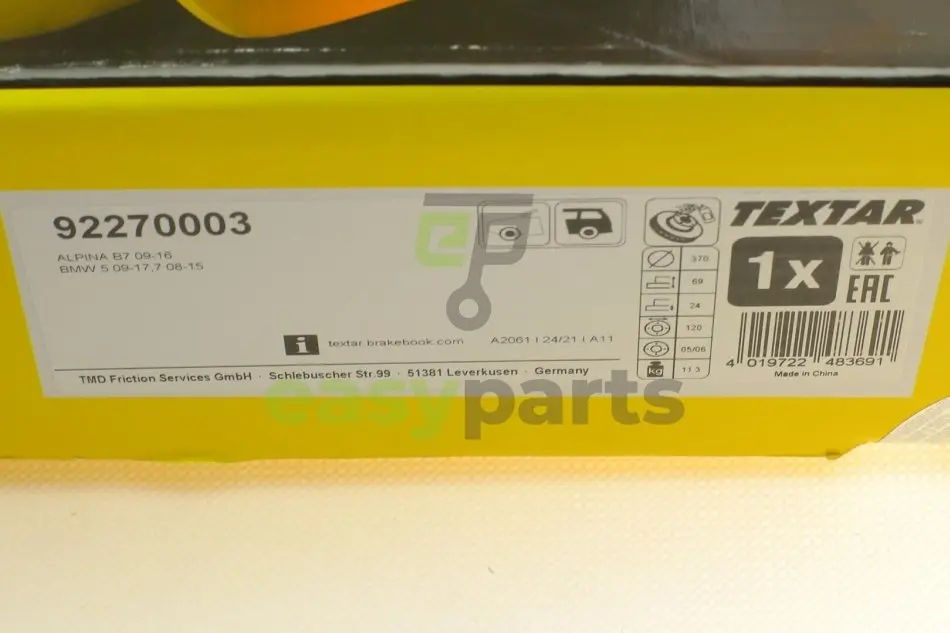 92270003
ALPINA B7 09-16
BMW 5 09-17,7 08-15
textar.brakebook.com A2061 | 24/21 | A11
TMD Friction Services GmbH · Schlebuscher Str.99 · 51381 Leverkusen · Germany
370
69
24
120
05/06
kg 11.3
TEXTAR
1x
EAC
4 019722 483691
Made in China
easyparts